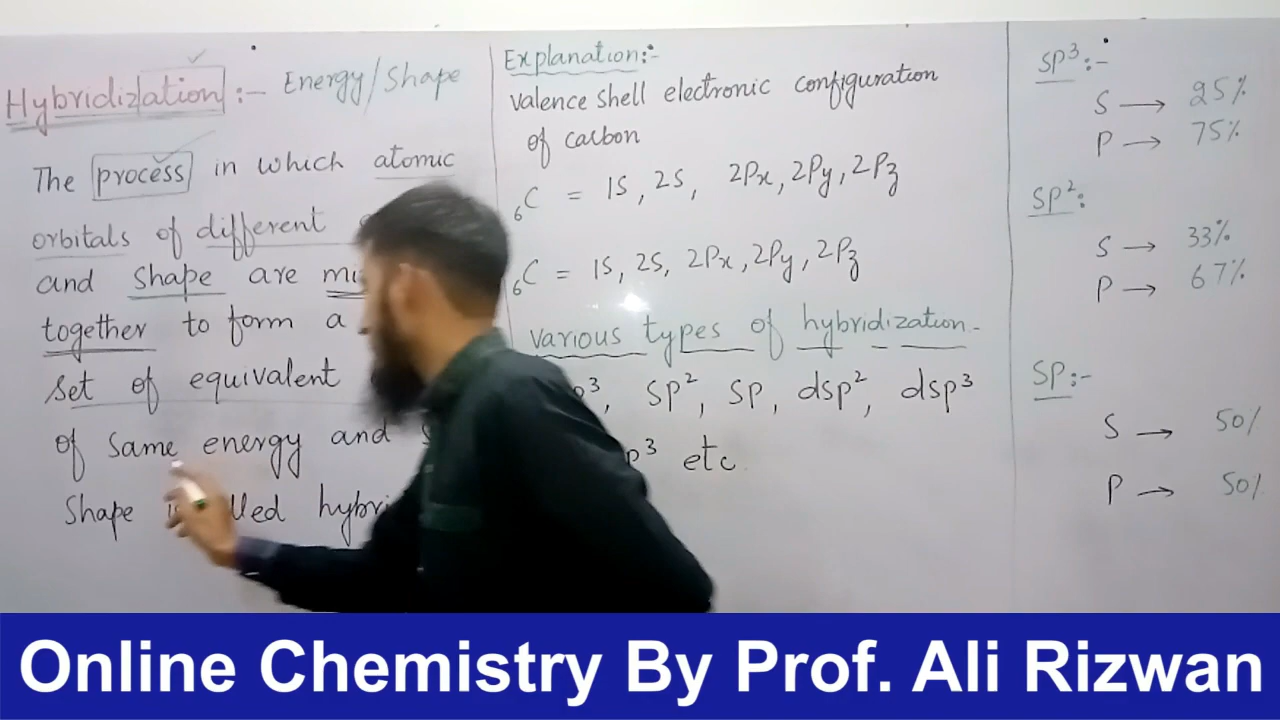 Hybridization :- Energy/Shape
The process in which atomic
orbitals of different
and shape are
together to form a
set of equivalent
of same energy and
shape
Explanation:-
valence shell electronic configuration
of carbon
₆C = 1S, 2S, 2Px, 2Py, 2Pz
₆C = 1S, 2S, 2Px, 2Py, 2Pz
various types of hybridization-
SP², SP, dsp², dsp³
etc.
SP³:-
S → 25%
P → 75%
SP²:
S → 33%
P → 67%
SP:-
S → 50%
P → 50%
Online Chemistry By Prof. Ali Rizwan